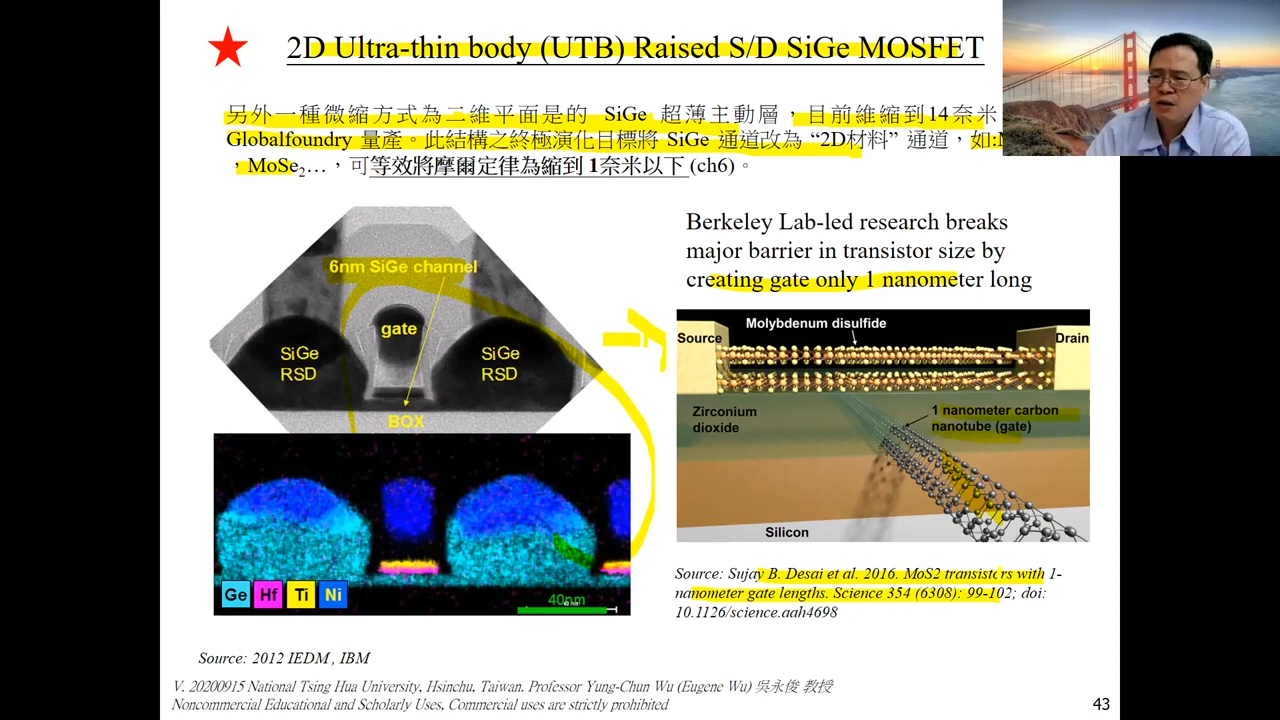 2D Ultra-thin body (UTB) Raised S/D SiGe MOSFET
另外一種微縮方式為二維平面是的 SiGe 超薄主動層，目前維縮到14奈米
Globalfoundry 量產。此結構之終極演化目標將 SiGe 通道改為 “2D材料” 通道，如:
，MoSe2…，可等效將摩爾定律為縮到 1奈米以下 (ch6)。
6nm SiGe channel
gate
SiGe
RSD
SiGe
RSD
BOX
Ge Hf Ti Ni
40nm
Source: 2012 IEDM , IBM
Berkeley Lab-led research breaks
major barrier in transistor size by
creating gate only 1 nanometer long
Molybdenum disulfide
Source
Drain
Zirconium
dioxide
1 nanometer carbon
nanotube (gate)
Silicon
Source: Sujay B. Desai et al. 2016. MoS2 transistors with 1-
nanometer gate lengths. Science 354 (6308): 99-102; doi:
10.1126/science.aah4698
V. 20200915 National Tsing Hua University, Hsinchu, Taiwan. Professor Yung-Chun Wu (Eugene Wu) 吳永俊 教授
Noncommercial Educational and Scholarly Uses, Commercial uses are strictly prohibited
43